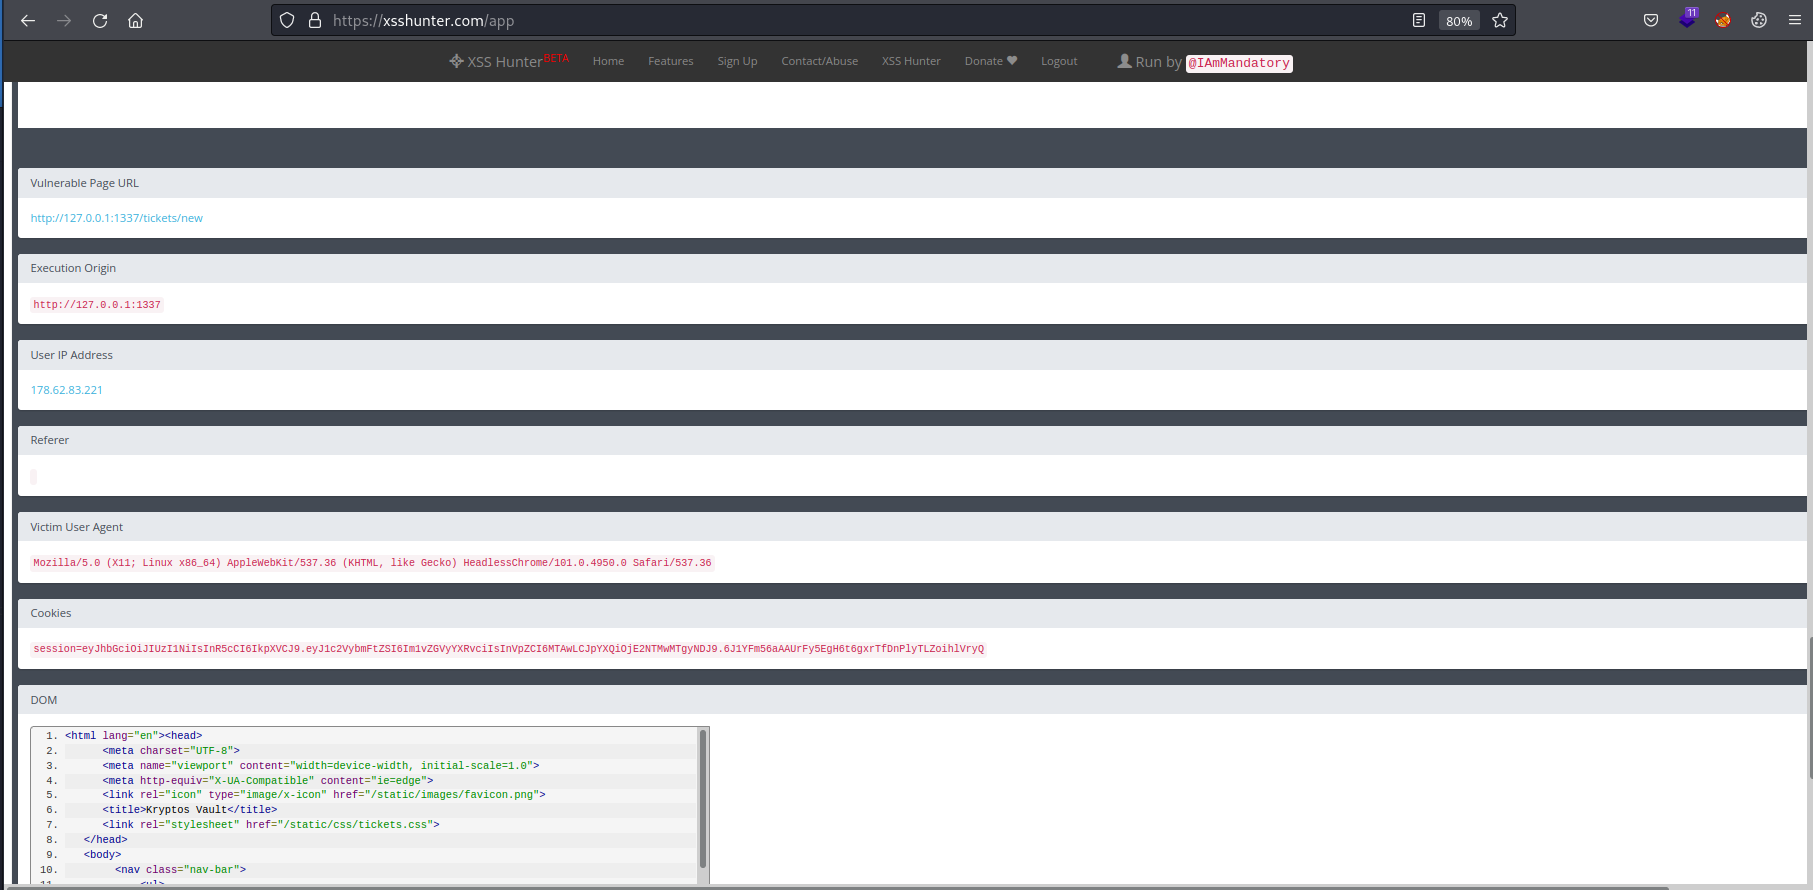 https://xsshunter.com/app
80%
11
XSS HunterBETA Home Features Sign Up Contact/Abuse XSS Hunter Donate Logout Run by @IAmMandatory
Vulnerable Page URL
http://127.0.0.1:1337/tickets/new
Execution Origin
http://127.0.0.1:1337
User IP Address
178.62.83.221
Referer
Victim User Agent
Mozilla/5.0 (X11; Linux x86_64) AppleWebKit/537.36 (KHTML, like Gecko) HeadlessChrome/101.0.4950.0 Safari/537.36
Cookies
session=eyJhbGciOiJIUzI1NiIsInR5cCI6IkpXVCJ9.eyJ1c2VybmFtZSI6Im1vZGVyYXRvciIsInVpZCI6MTAwLCJpYXQiOjE2NTMwMTgyNDJ9.6J1YFm56aAAUrFy5EgH6t6gxrTfDnPlyTLZoihlVryQ
DOM
1. <html lang="en"><head>
2. <meta charset="UTF-8">
3. <meta name="viewport" content="width=device-width, initial-scale=1.0">
4. <meta http-equiv="X-UA-Compatible" content="ie=edge">
5. <link rel="icon" type="image/x-icon" href="/static/images/favicon.png">
6. <title>Kryptos Vault</title>
7. <link rel="stylesheet" href="/static/css/tickets.css">
8. </head>
9. <body>
10. <nav class="nav-bar">
11. <ul>